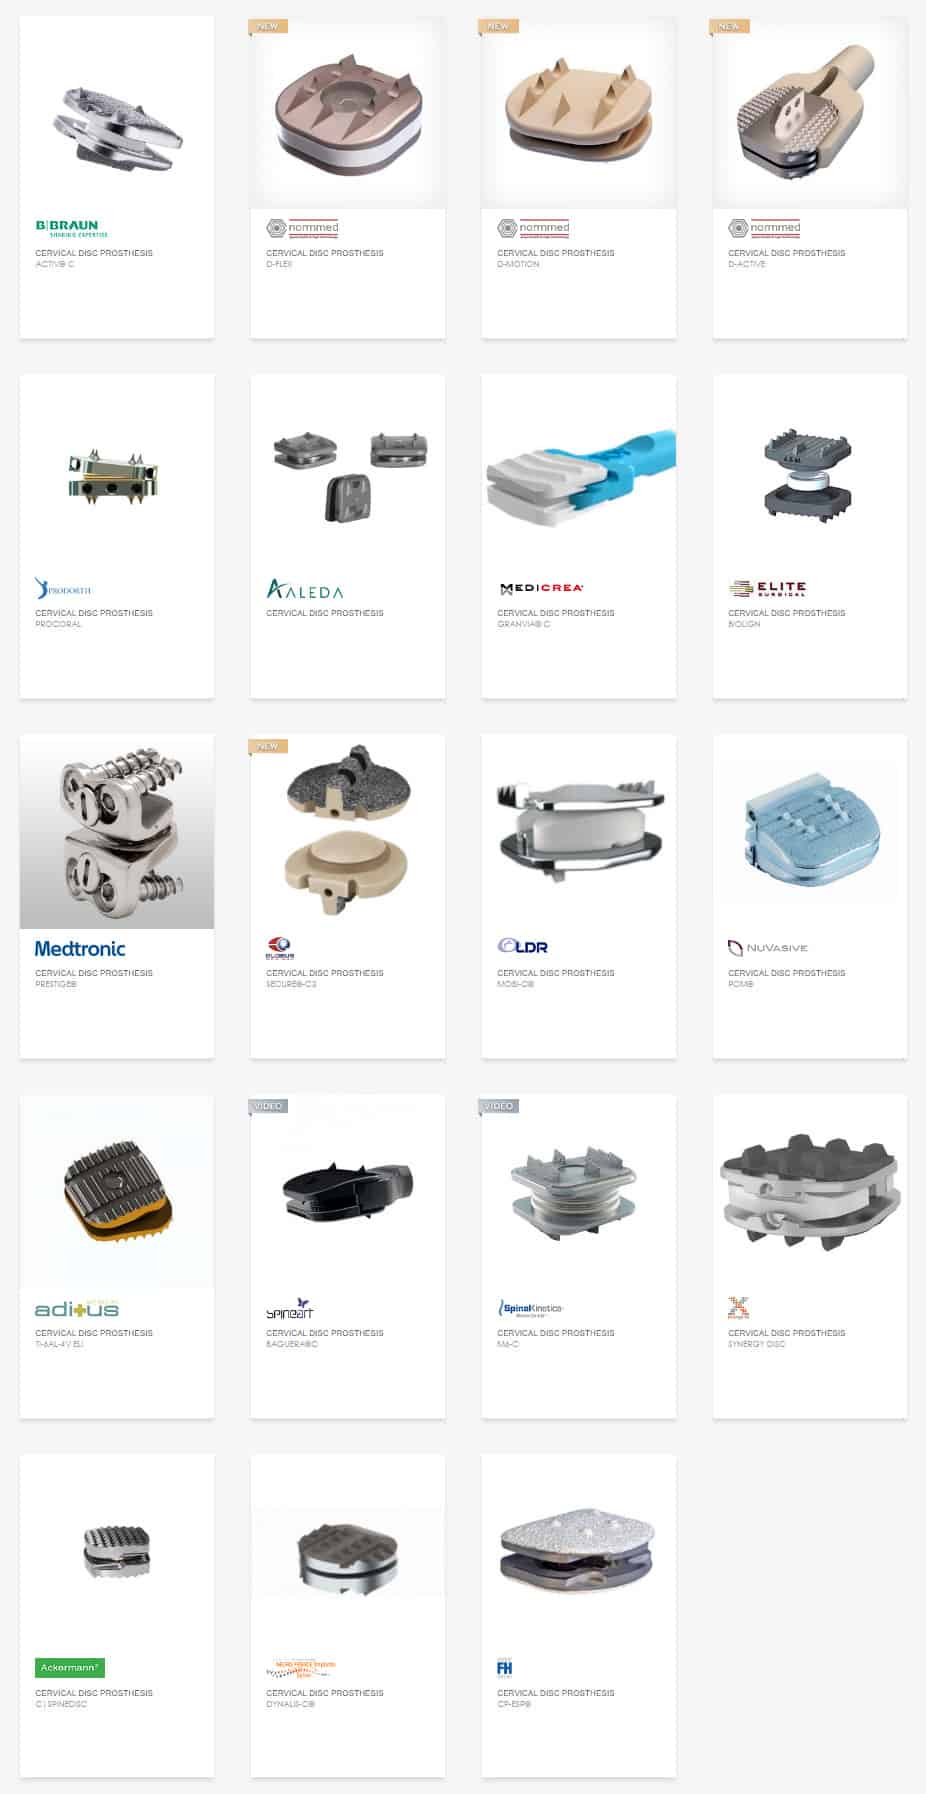 NEW
NEW
NEW
B|BRAUN
SHARING EXPERTISE
CERVICAL DISC PROSTHESIS
ACTIV® C
normmed
CERVICAL DISC PROSTHESIS
D-FLEX
normmed
CERVICAL DISC PROSTHESIS
D-MOTION
normmed
CERVICAL DISC PROSTHESIS
D-ACTIVE
PRODORTH
CERVICAL DISC PROSTHESIS
PROCORAL
ALEDA
CERVICAL DISC PROSTHESIS
MEDICREA
CERVICAL DISC PROSTHESIS
GRANVIA® C
ELITE
SURGICAL
CERVICAL DISC PROSTHESIS
BIOLIGN
NEW
Medtronic
CERVICAL DISC PROSTHESIS
PRESTIGE®
GLOBUS
CERVICAL DISC PROSTHESIS
SECURE®-C3
LDR
CERVICAL DISC PROSTHESIS
MOBI-C®
NUVASIVE
CERVICAL DISC PROSTHESIS
PCM®
VIDEO
VIDEO
aditus
CERVICAL DISC PROSTHESIS
TI-6AL-4V ELI
SPINEART
CERVICAL DISC PROSTHESIS
BAGUERA®C
SpinalKinetics
CERVICAL DISC PROSTHESIS
M6-C
CERVICAL DISC PROSTHESIS
SYNERGY DISC
Ackermann
CERVICAL DISC PROSTHESIS
C | SPINEDISC
CERVICAL DISC PROSTHESIS
DYNALIS-C®
FH
CERVICAL DISC PROSTHESIS
CP-ESP®